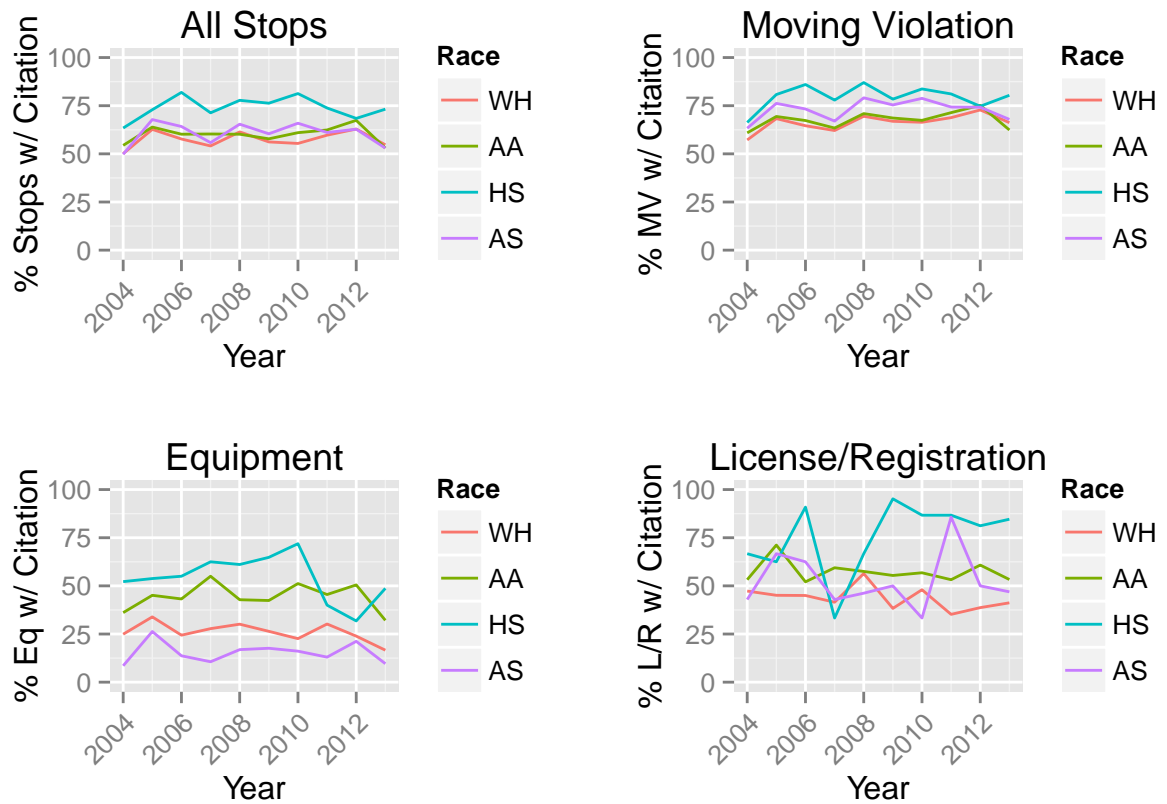 All Stops
% Stops w/ Citation
100
75
50
25
0
2004
2006
2008
2010
2012
Year
Race
WH
AA
HS
AS
Moving Violation
% MV w/ Citaiton
100
75
50
25
0
2004
2006
2008
2010
2012
Year
Race
WH
AA
HS
AS
Equipment
% Eq w/ Citation
100
75
50
25
0
2004
2006
2008
2010
2012
Year
Race
WH
AA
HS
AS
License/Registration
% L/R w/ Citation
100
75
50
25
0
2004
2006
2008
2010
2012
Year
Race
WH
AA
HS
AS